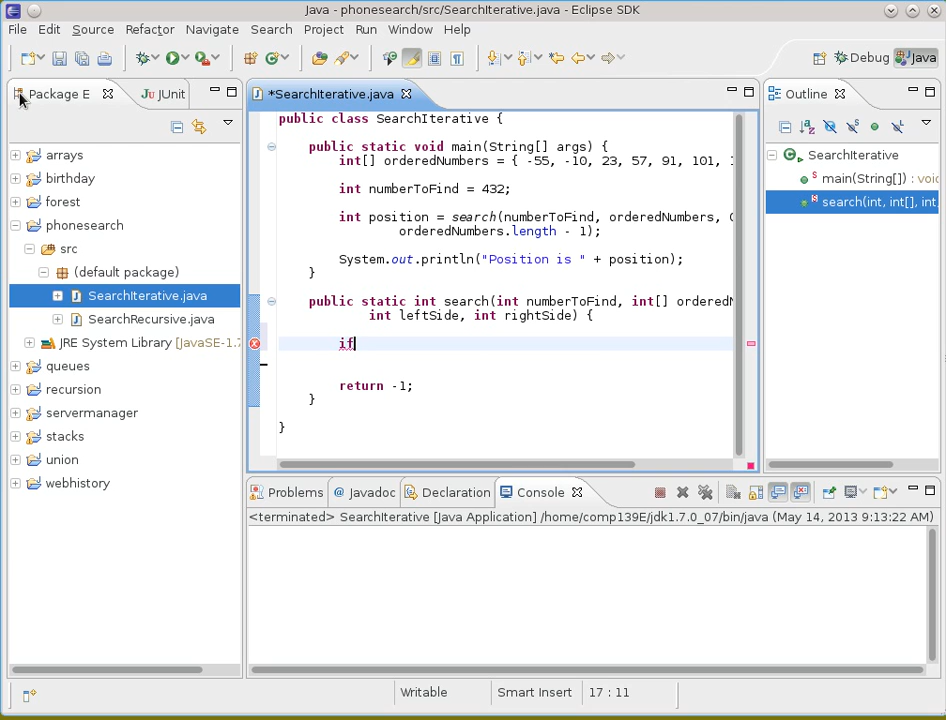 Java - phonesearch/src/SearchIterative.java - Eclipse SDK
File Edit Source Refactor Navigate Search Project Run Window Help
Debug Java
Package E JUnit
*SearchIterative.java
Outline
arrays
birthday
forest
phonesearch
src
(default package)
SearchIterative.java
SearchRecursive.java
JRE System Library [JavaSE-1.7
queues
recursion
servermanager
stacks
union
webhistory
public class SearchIterative {
public static void main(String[] args) {
int[] orderedNumbers = { -55, -10, 23, 57, 91, 101,
int numberToFind = 432;
int position = search(numberToFind, orderedNumbers,
orderedNumbers.length - 1);
System.out.println("Position is " + position);
}
public static int search(int numberToFind, int[] orderedN
int leftSide, int rightSide) {
if
return -1;
}
}
SearchIterative
main(String[]) : voi
search(int, int[], int
Problems @ Javadoc Declaration Console
<terminated> SearchIterative [Java Application] /home/comp139E/jdk1.7.0_07/bin/java (May 14, 2013 9:13:22 AM)
Writable Smart Insert 17 : 11